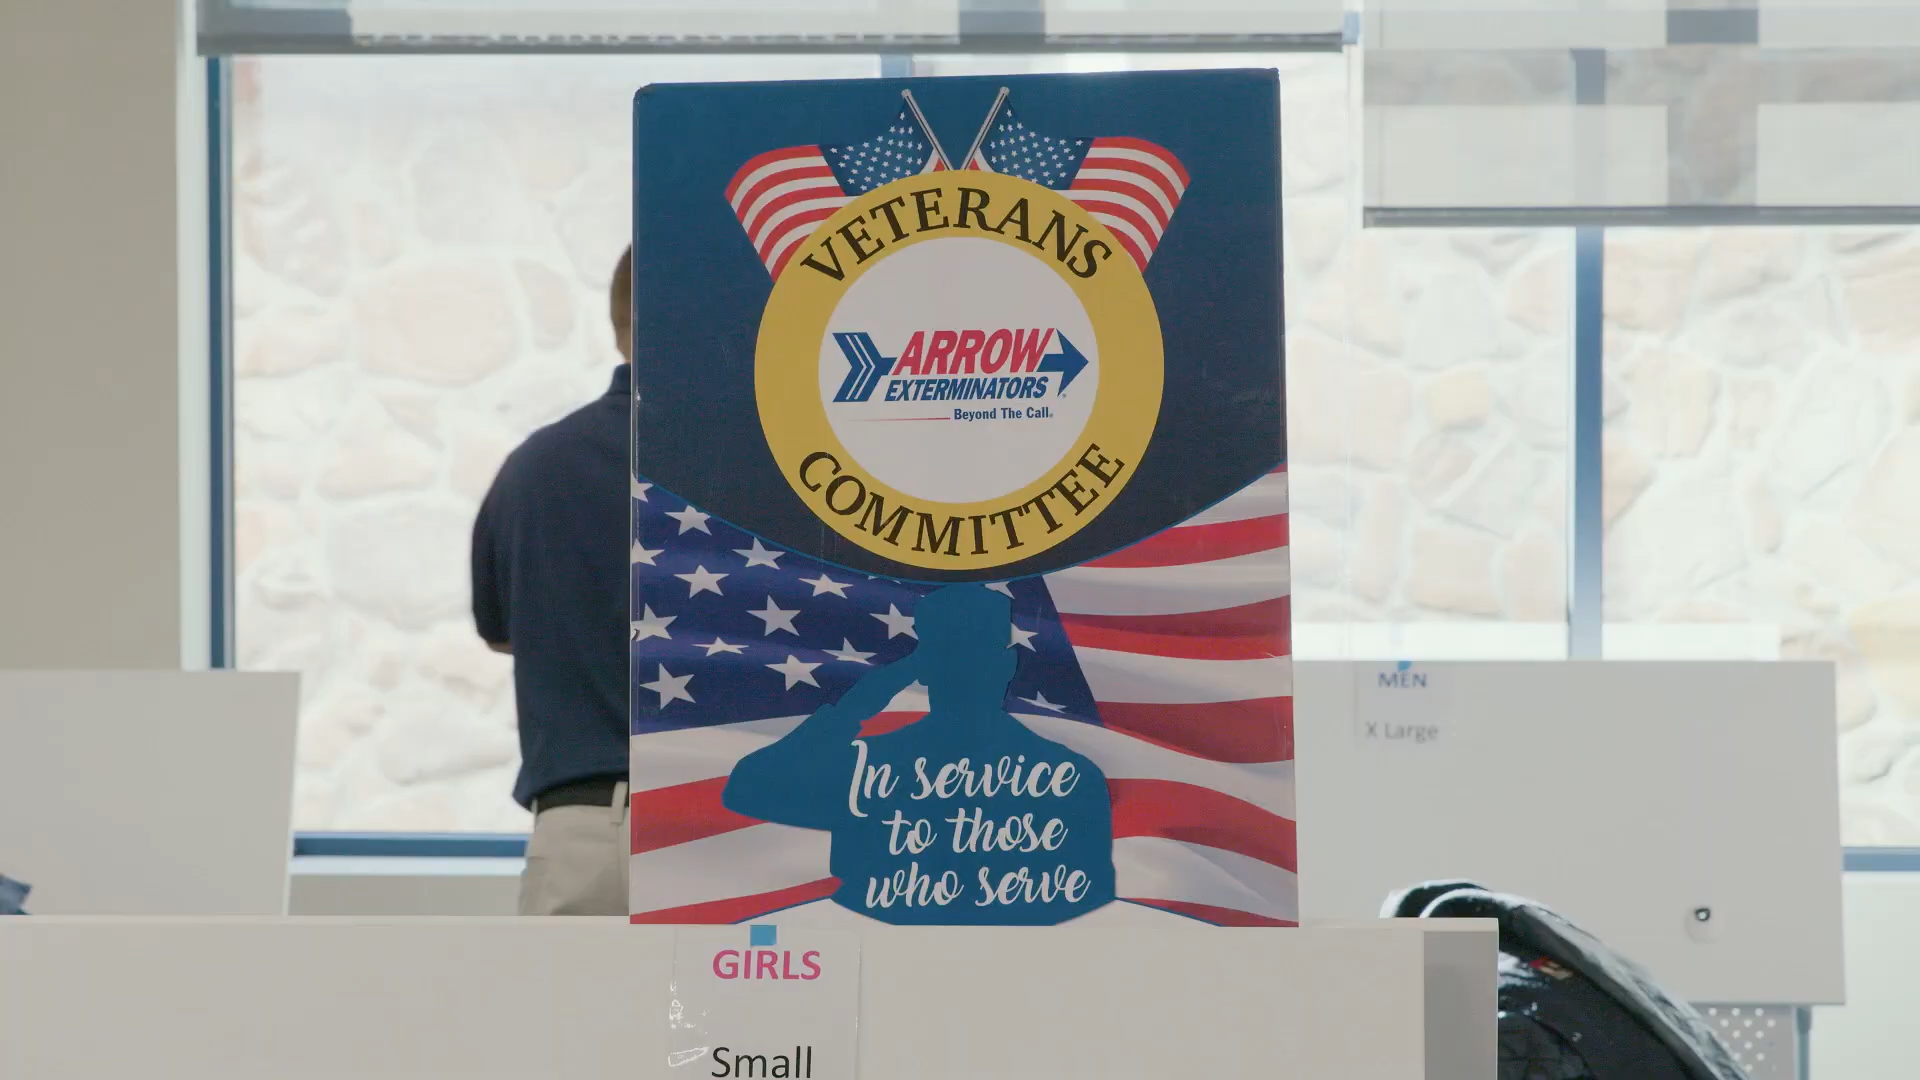 VETERANS
ARROW
EXTERMINATORS
Beyond The Call
COMMITTEE
In service
to those
who serve
MEN
X Large
GIRLS
Small